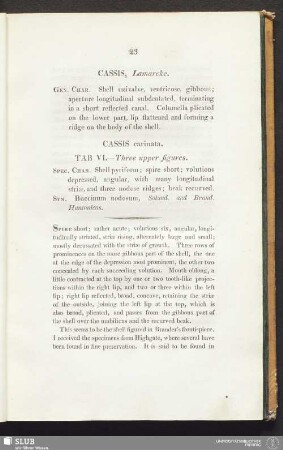 23
CASSIS, Lamarcke.
GEN. CHAR. Shell univalve, ventricose, gibbous;
aperture longitudinal subdentated, terminating
in a short reflected canal. Columella plicated
on the lower part, lip flattened and forming a
ridge on the body of the shell.
CASSIS carinata.
TAB VI.—Three upper figures.
SPEC. CHAR. Shell pyriform; spire short; volutions
depressed, angular, with many longitudinal
striæ, and three nodose ridges; beak recurved.
SYN. Buccinum nodosum, Soland. and Brand.
Hantoniens.
SPIRE short; rather acute, volutions six, angular, longi-
tudinally striated, striæ rising, alternately large and small;
mostly decussated with the striæ of growth. Three rows of
prominences on the most gibbous part of the shell, the one
at the edge of the depression most prominent, the other two
concealed by each succeeding volution. Mouth oblong, a
little contracted at the top by one or two tooth-like projec-
tions within the right lip, and two or three within the left
lip; right lip reflected, broad, concave, retaining the striæ
of the outside, joining the left lip at the top, which is
also broad, plicated, and passes from the gibbous part of
the shell over the umbilicus and the recurved beak.
This seems to be the shell figured in Brander's frontispiece.
I received the specimens from Highgate, where several have
been found in fine preservation. It is said to be found in
SLUB
Wir führen Wissen.
UNIVERSITÄTSBIBLIOTHEK
FREIBERG